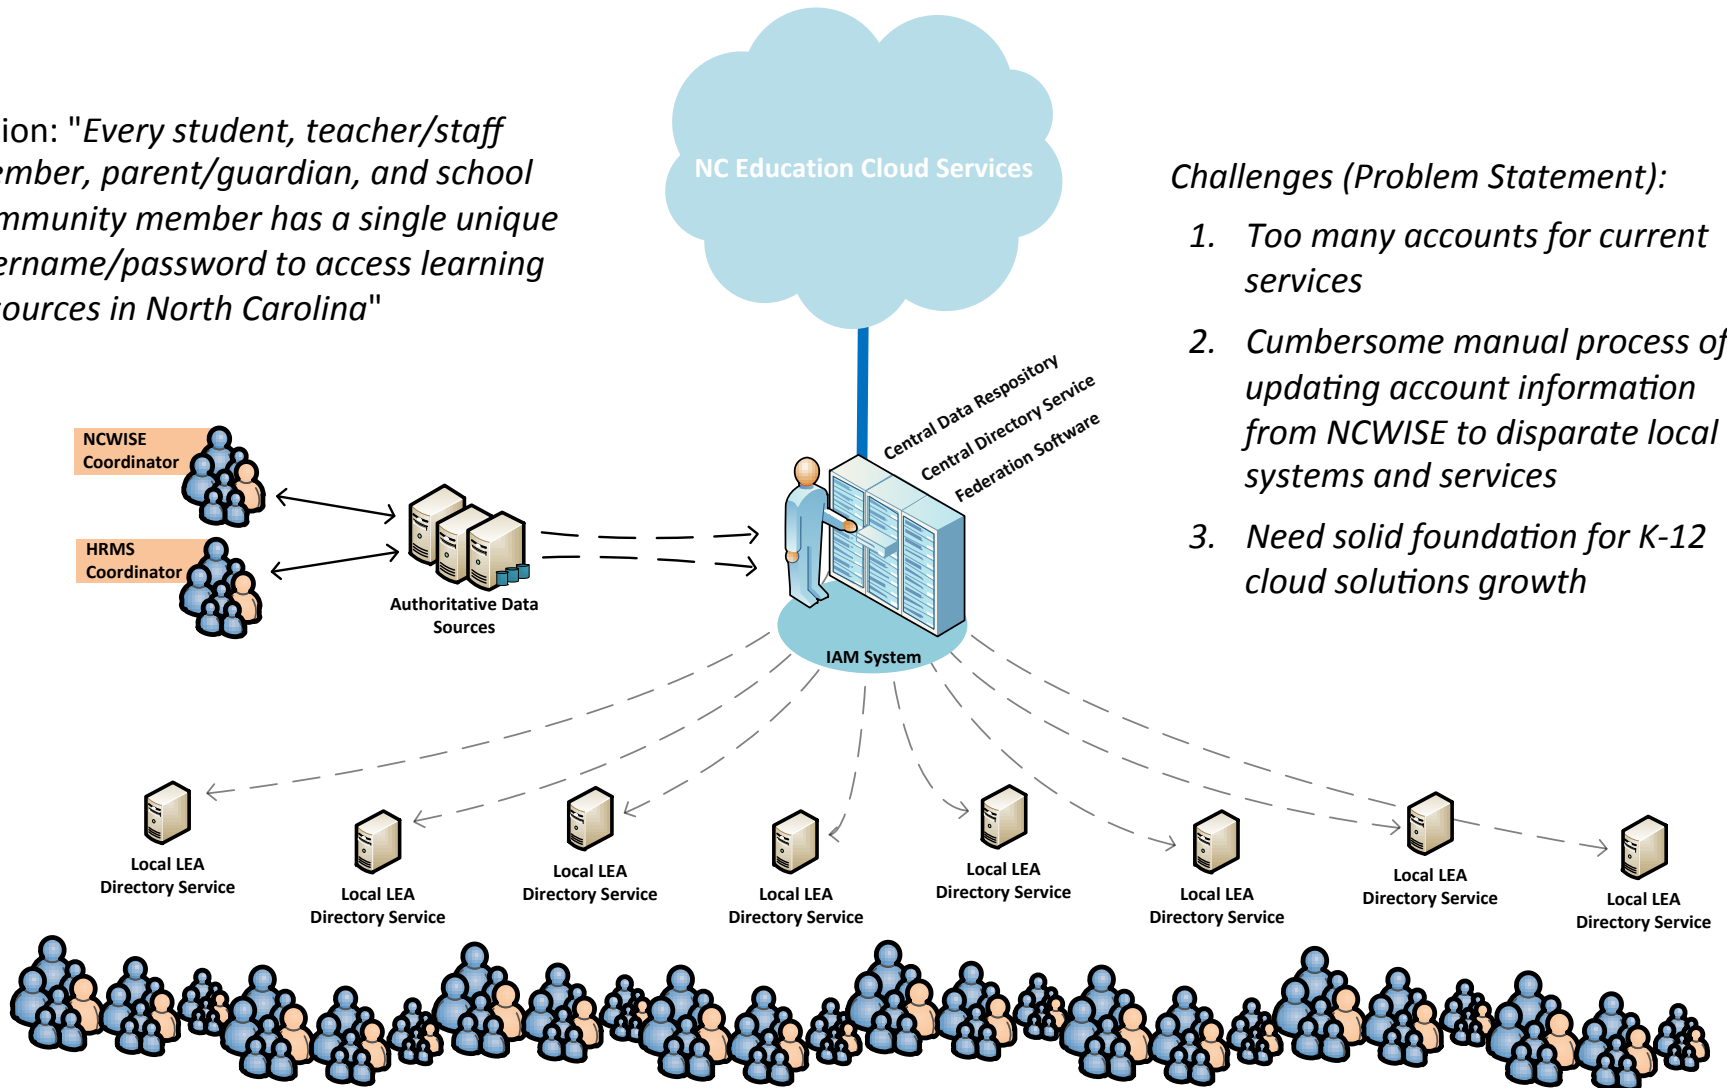 ion: "Every student, teacher/staff
ember, parent/guardian, and school
mmunity member has a single unique
ername/password to access learning
sources in North Carolina"
NC Education Cloud Services
Challenges (Problem Statement):
1. Too many accounts for current
services
2. Cumbersome manual process of
updating account information
from NCWISE to disparate local
systems and services
3. Need solid foundation for K-12
cloud solutions growth
Central Data Respository
Central Directory Service
Federation Software
NCWISE
Coordinator
HRMS
Coordinator
Authoritative Data
Sources
IAM System
Local LEA
Directory Service
Local LEA
Directory Service
Local LEA
Directory Service
Local LEA
Directory Service
Local LEA
Directory Service
Local LEA
Directory Service
Local LEA
Directory Service
Local LEA
Directory Service